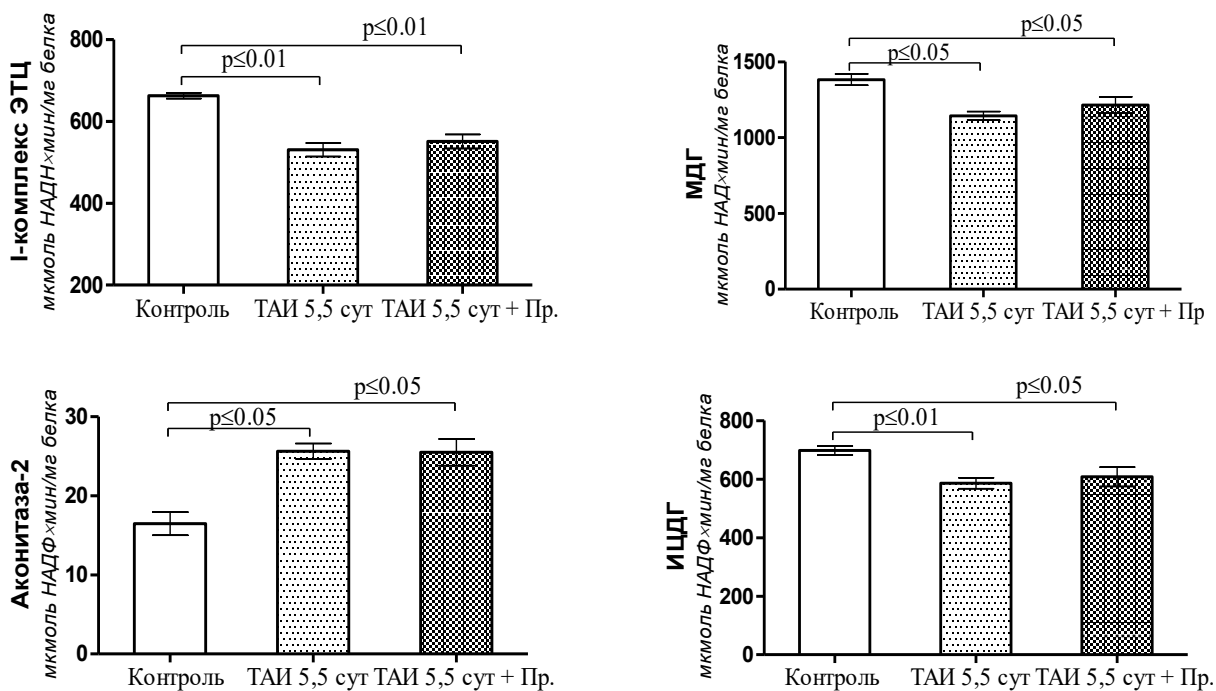 I-комплекс ЭТЦ
мкмоль НАДН×мин/мг белка
800
600
400
200
p≤0.01
p≤0.01
Контроль
ТАИ 5,5 сут
ТАИ 5,5 сут + Пр.
МДГ
мкмоль НАД×мин/мг белка
1500
1000
500
0
p≤0.05
p≤0.05
Контроль
ТАИ 5,5 сут
ТАИ 5,5 сут + Пр
Аконитаза-2
мкмоль НАДФ×мин/мг белка
30
20
10
0
p≤0.05
p≤0.05
Контроль
ТАИ 5,5 сут
ТАИ 5,5 сут + Пр.
ИЦДГ
мкмоль НАДФ×мин/мг белка
800
600
400
200
0
p≤0.05
p≤0.01
Контроль
ТАИ 5,5 сут
ТАИ 5,5 сут + Пр.